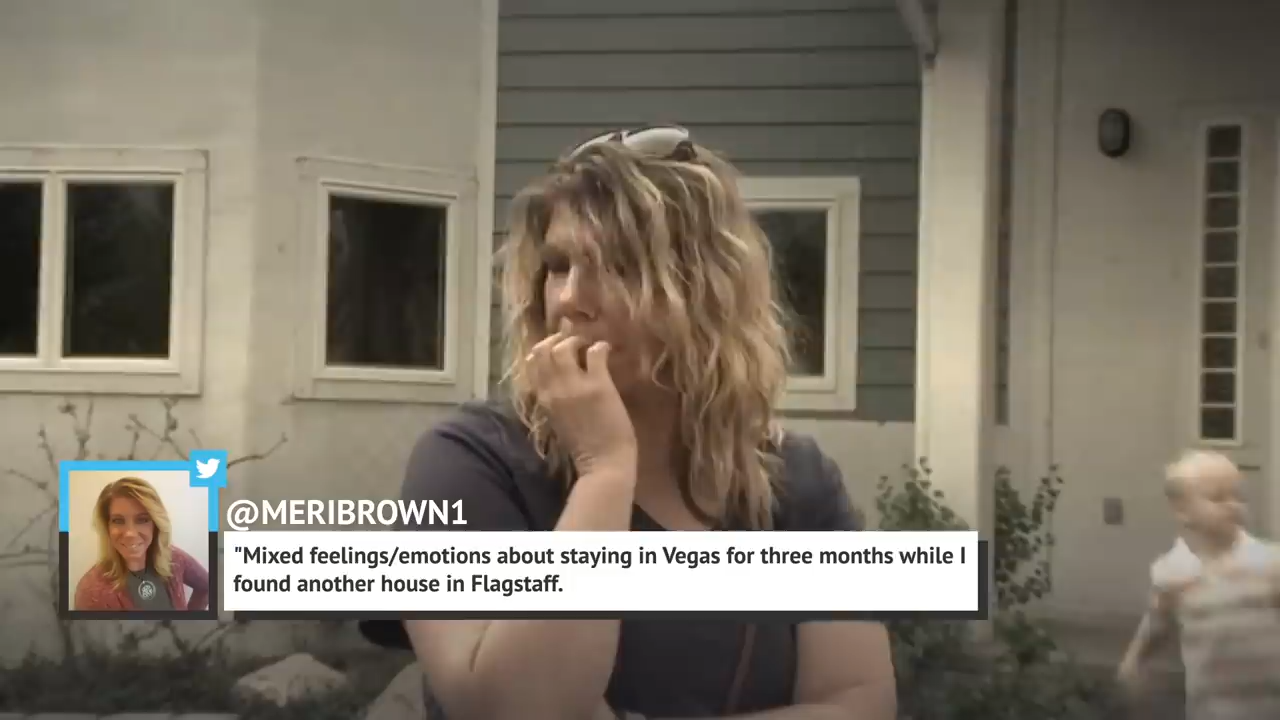 @MERIBROWN1
"Mixed feelings/emotions about staying in Vegas for three months while I
found another house in Flagstaff.